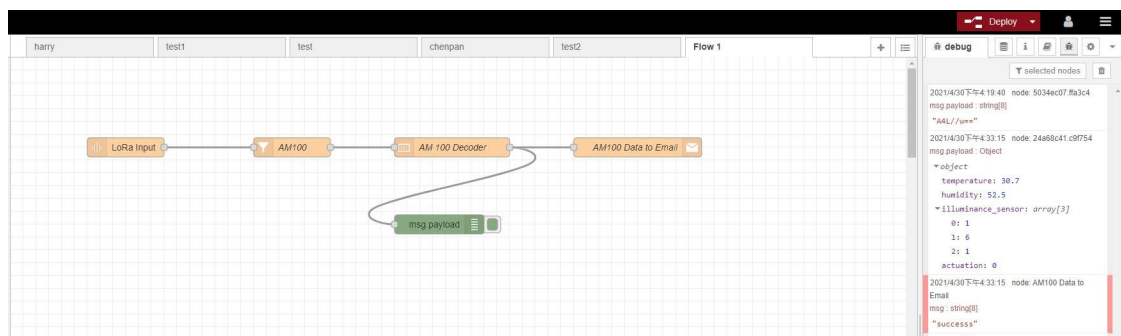 Deploy
harry
test1
test
chenpan
test2
Flow 1
debug
i
selected nodes
2021/4/30下午4:19:40 node: 5034ec07.ffa3c4
msg.payload : string[8]
"A4L//w=="
2021/4/30下午4:33:15 node: 24a68c41.c9f754
msg.payload : Object
object
temperature: 30.7
humidity: 52.5
illuminance_sensor: array[3]
0: 1
1: 6
2: 1
actuation: 0
2021/4/30下午4:33:15 node: AM100 Data to
Email
msg : string[8]
"successs"
LoRa Input
AM100
AM 100 Decoder
AM100 Data to Email
msg.payload